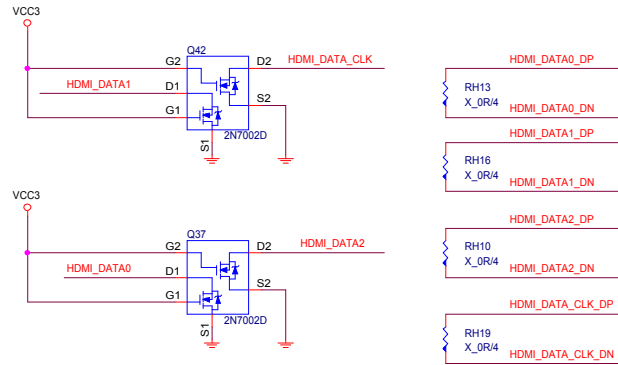 VCC3
Q42
G2
D2
HDMI_DATA_CLK
HDMI_DATA1
D1
S2
G1
2N7002D
S1
VCC3
Q37
G2
D2
HDMI_DATA2
HDMI_DATA0
D1
S2
G1
2N7002D
S1
HDMI_DATA0_DP
RH13
X_0R/4
HDMI_DATA0_DN
HDMI_DATA1_DP
RH16
X_0R/4
HDMI_DATA1_DN
HDMI_DATA2_DP
RH10
X_0R/4
HDMI_DATA2_DN
HDMI_DATA_CLK_DP
RH19
X_0R/4
HDMI_DATA_CLK_DN